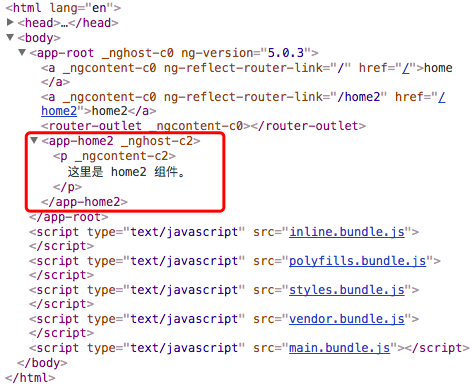 <html lang="en">
▶<head>…</head>
▼<body>
▼<app-root _nghost-c0 ng-version="5.0.3">
<a _ngcontent-c0 ng-reflect-router-link="/" href="/">home
</a>
<a _ngcontent-c0 ng-reflect-router-link="/home2" href="/
home2">home2</a>
<router-outlet _ngcontent-c0></router-outlet>
▼<app-home2 _nghost-c2>
<p _ngcontent-c2>
这里是 home2 组件。
</p>
</app-home2>
</app-root>
<script type="text/javascript" src="inline.bundle.js">
</script>
<script type="text/javascript" src="polyfills.bundle.js">
</script>
<script type="text/javascript" src="styles.bundle.js">
</script>
<script type="text/javascript" src="vendor.bundle.js">
</script>
<script type="text/javascript" src="main.bundle.js"></script>
</body>
</html>